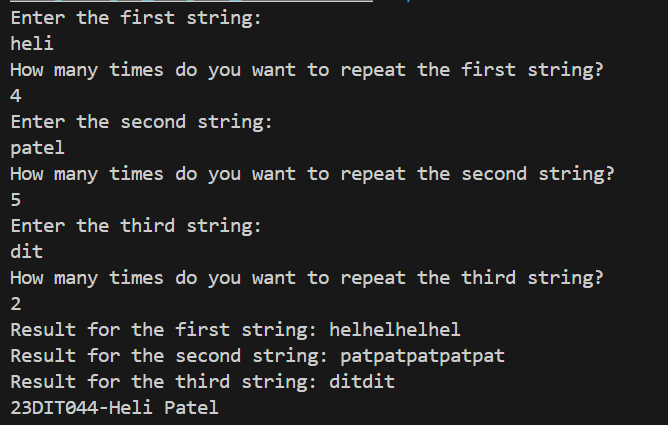 Enter the first string:
heli
How many times do you want to repeat the first string?
4
Enter the second string:
patel
How many times do you want to repeat the second string?
5
Enter the third string:
dit
How many times do you want to repeat the third string?
2
Result for the first string: helhelhelhel
Result for the second string: patpatpatpatpat
Result for the third string: ditdit
23DIT044-Heli Patel